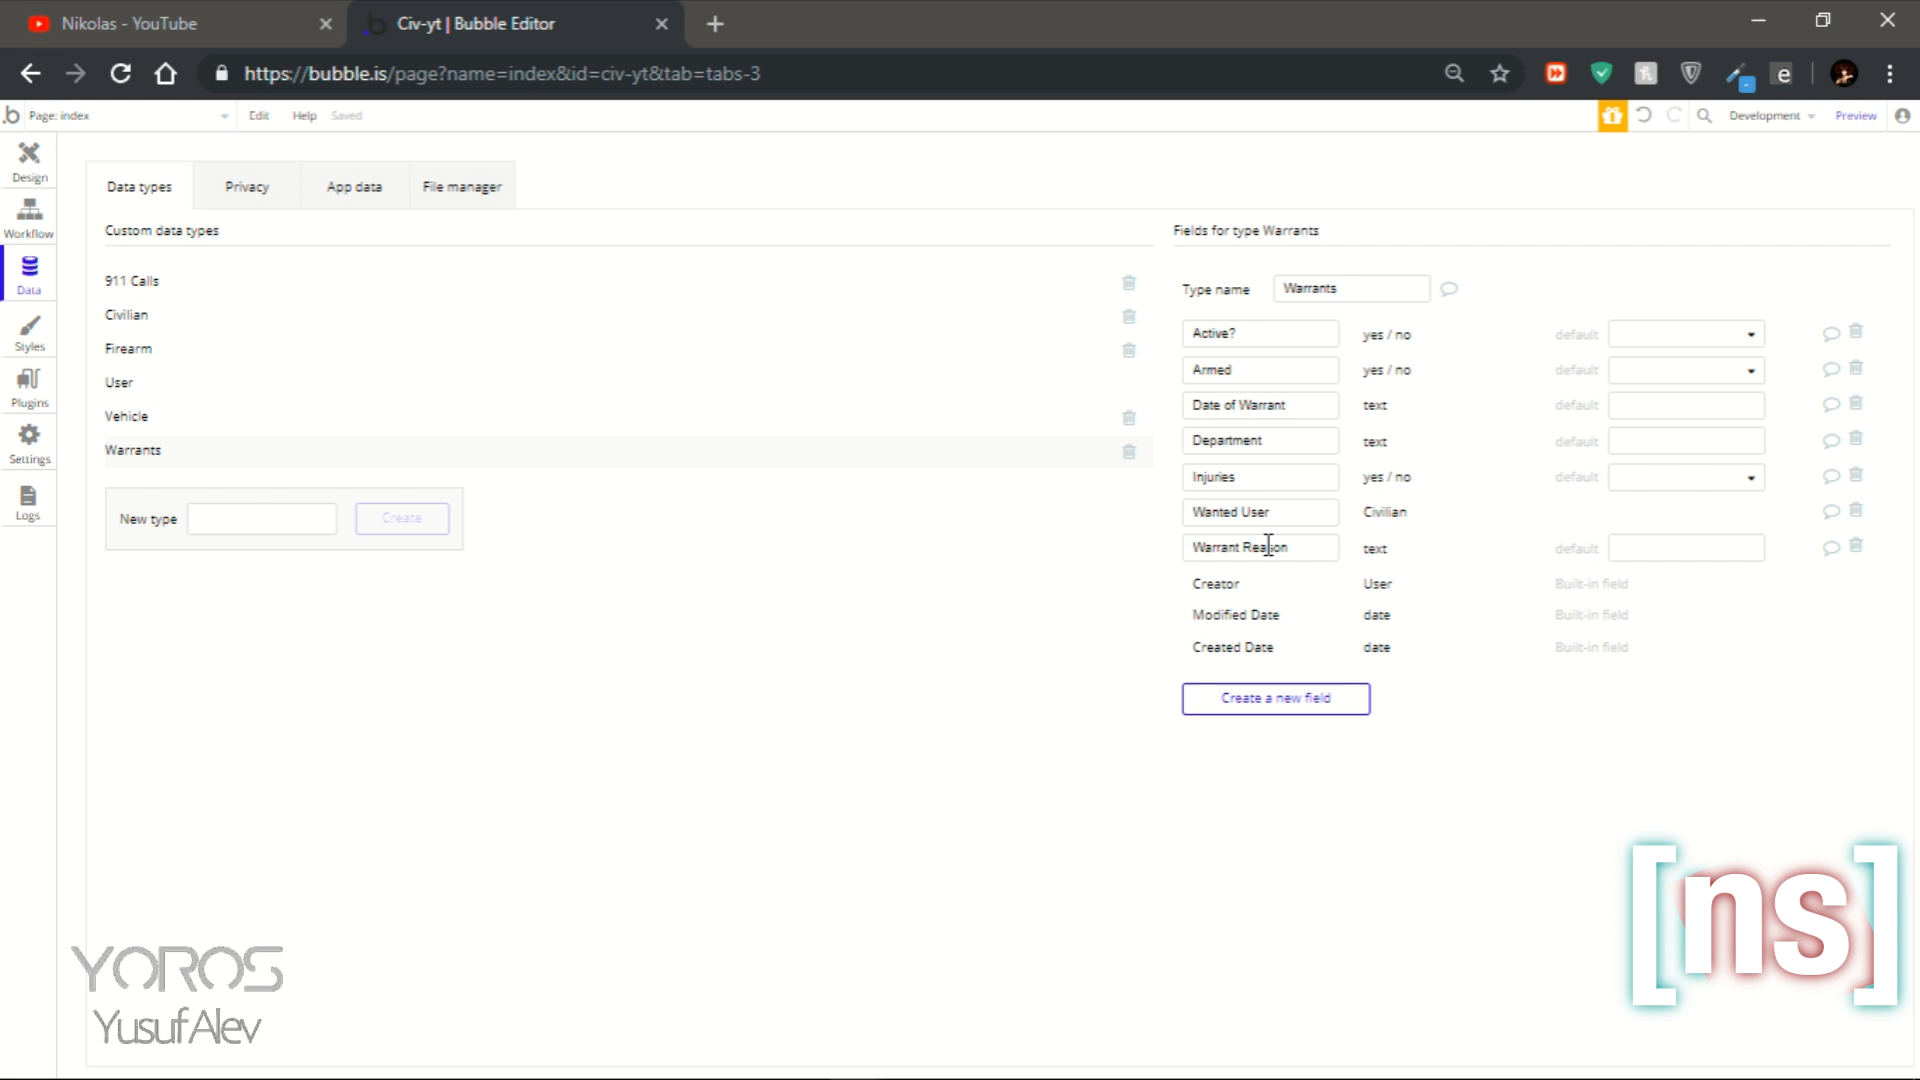 Nikolas - YouTube
Civ-yt | Bubble Editor
https://bubble.is/page?name=index&id=civ-yt&tab=tabs-3
e
b Page: index
Edit
Help
Saved
Development
Preview
Design
Workflow
Data
Styles
Plugins
Settings
Logs
Data types
Privacy
App data
File manager
Custom data types
911 Calls
Civilian
Firearm
User
Vehicle
Warrants
New type
Create
Fields for type Warrants
Type name Warrants
Active? yes / no default
Armed yes / no default
Date of Warrant text default
Department text default
Injuries yes / no default
Wanted User Civilian
Warrant Reason text default
Creator User Built-in field
Modified Date date Built-in field
Created Date date Built-in field
Create a new field
[ns]
YOROS
YusufAlev